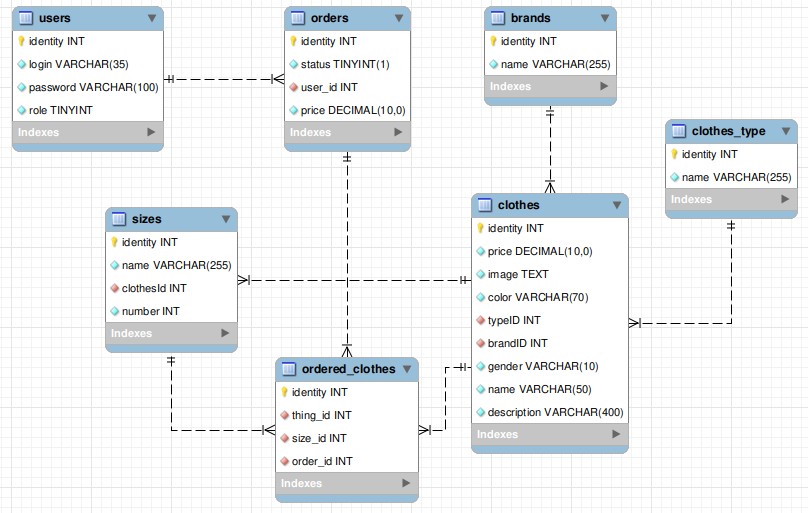 users
identity INT
login VARCHAR(35)
password VARCHAR(100)
role TINYINT
Indexes
orders
identity INT
status TINYINT(1)
user_id INT
price DECIMAL(10,0)
Indexes
brands
identity INT
name VARCHAR(255)
Indexes
clothes_type
identity INT
name VARCHAR(255)
Indexes
sizes
identity INT
name VARCHAR(255)
clothesId INT
number INT
Indexes
clothes
identity INT
price DECIMAL(10,0)
image TEXT
color VARCHAR(70)
typeID INT
brandID INT
gender VARCHAR(10)
name VARCHAR(50)
description VARCHAR(400)
Indexes
ordered_clothes
identity INT
thing_id INT
size_id INT
order_id INT
Indexes